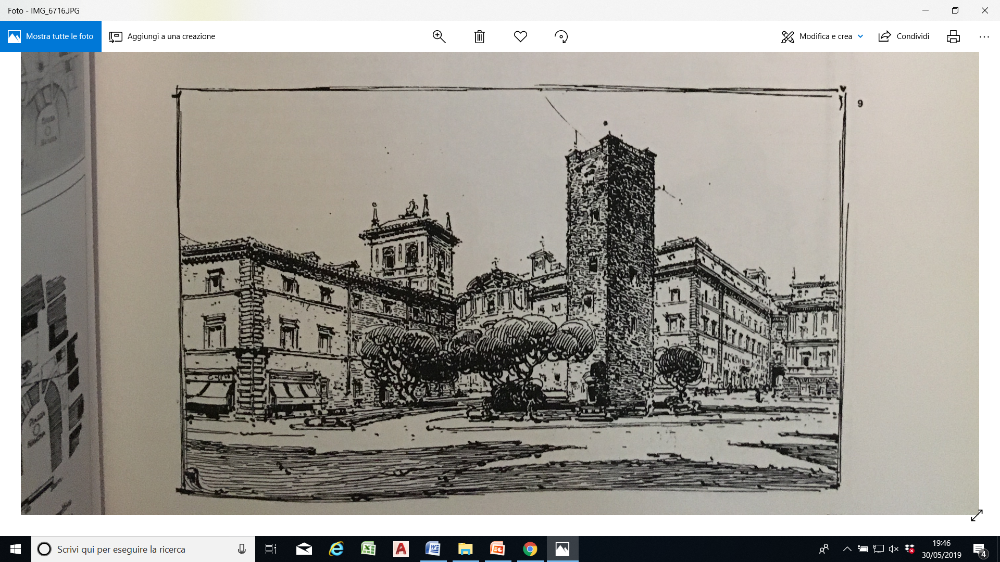 Foto - IMG_6716.JPG
Mostra tutte le foto
Aggiungi a una creazione
Modifica e crea
Condividi
9
Scrivi qui per eseguire la ricerca
19:46
30/05/2019
4